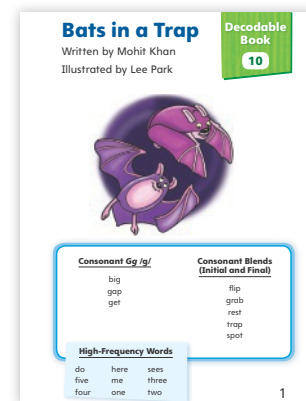 Bats in a Trap
Written by Mohit Khan
Illustrated by Lee Park
Decodable
Book
10
Consonant Gg /g/
big
gap
get
Consonant Blends
(Initial and Final)
flip
grab
rest
trap
spot
High-Frequency Words
do here sees
five me three
four one two
1